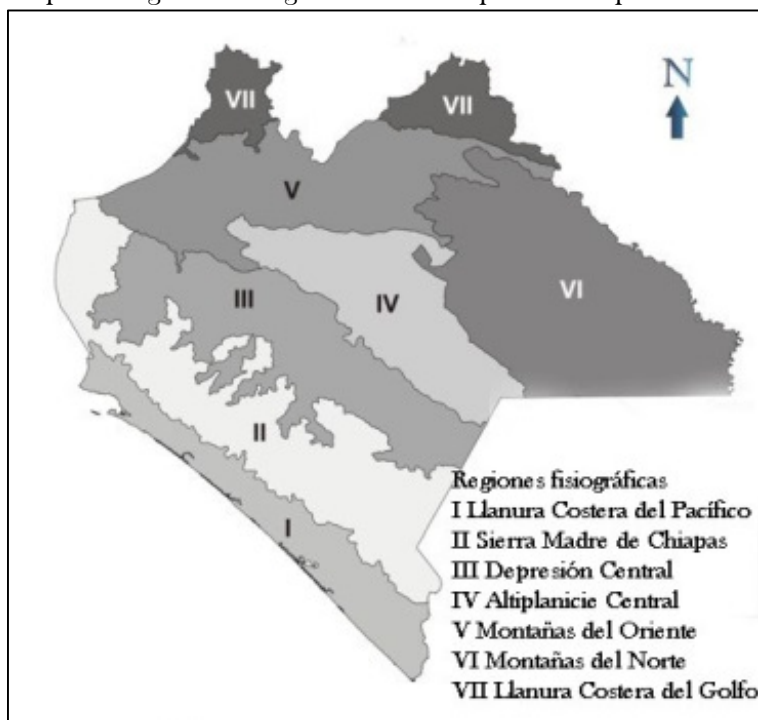 VII
VII
N
V
III
IV
VI
II
I
Regiones fisiográficas
I Llanura Costera del Pacífico
II Sierra Madre de Chiapas
III Depresión Central
IV Altiplanicie Central
V Montañas del Oriente
VI Montañas del Norte
VII Llanura Costera del Golfo